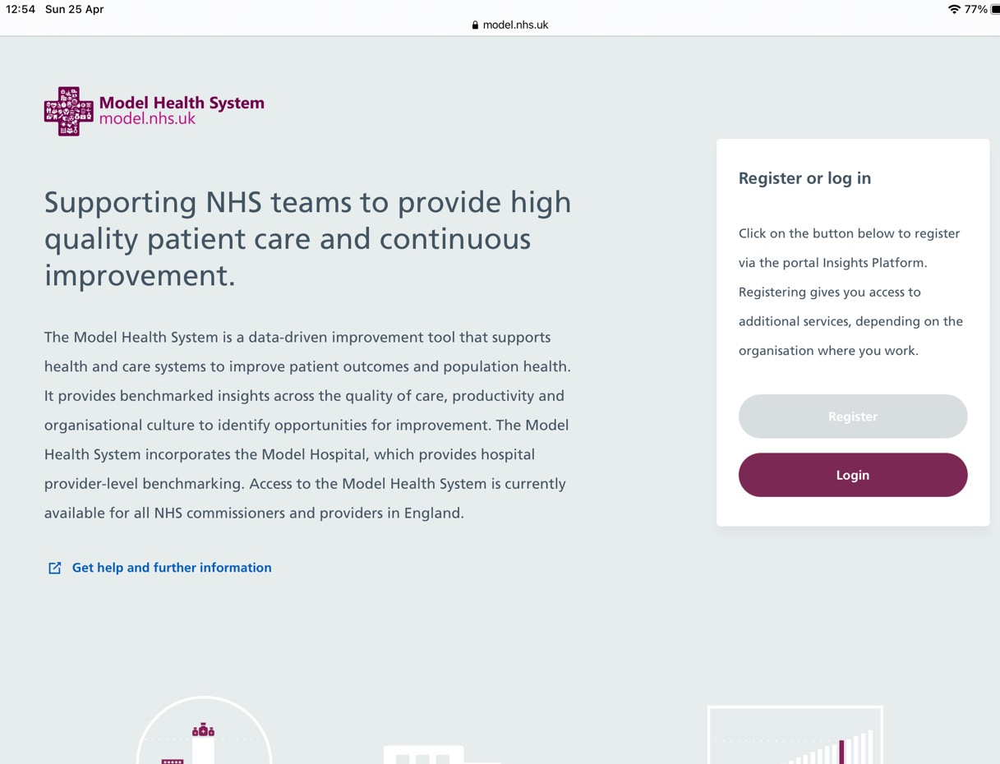 12:54 Sun 25 Apr
77%
model.nhs.uk
Model Health System
model.nhs.uk
Supporting NHS teams to provide high
quality patient care and continuous
improvement.
The Model Health System is a data-driven improvement tool that supports
health and care systems to improve patient outcomes and population health.
It provides benchmarked insights across the quality of care, productivity and
organisational culture to identify opportunities for improvement. The Model
Health System incorporates the Model Hospital, which provides hospital
provider-level benchmarking. Access to the Model Health System is currently
available for all NHS commissioners and providers in England.
Get help and further information
Register or log in
Click on the button below to register
via the portal Insights Platform.
Registering gives you access to
additional services, depending on the
organisation where you work.
Register
Login